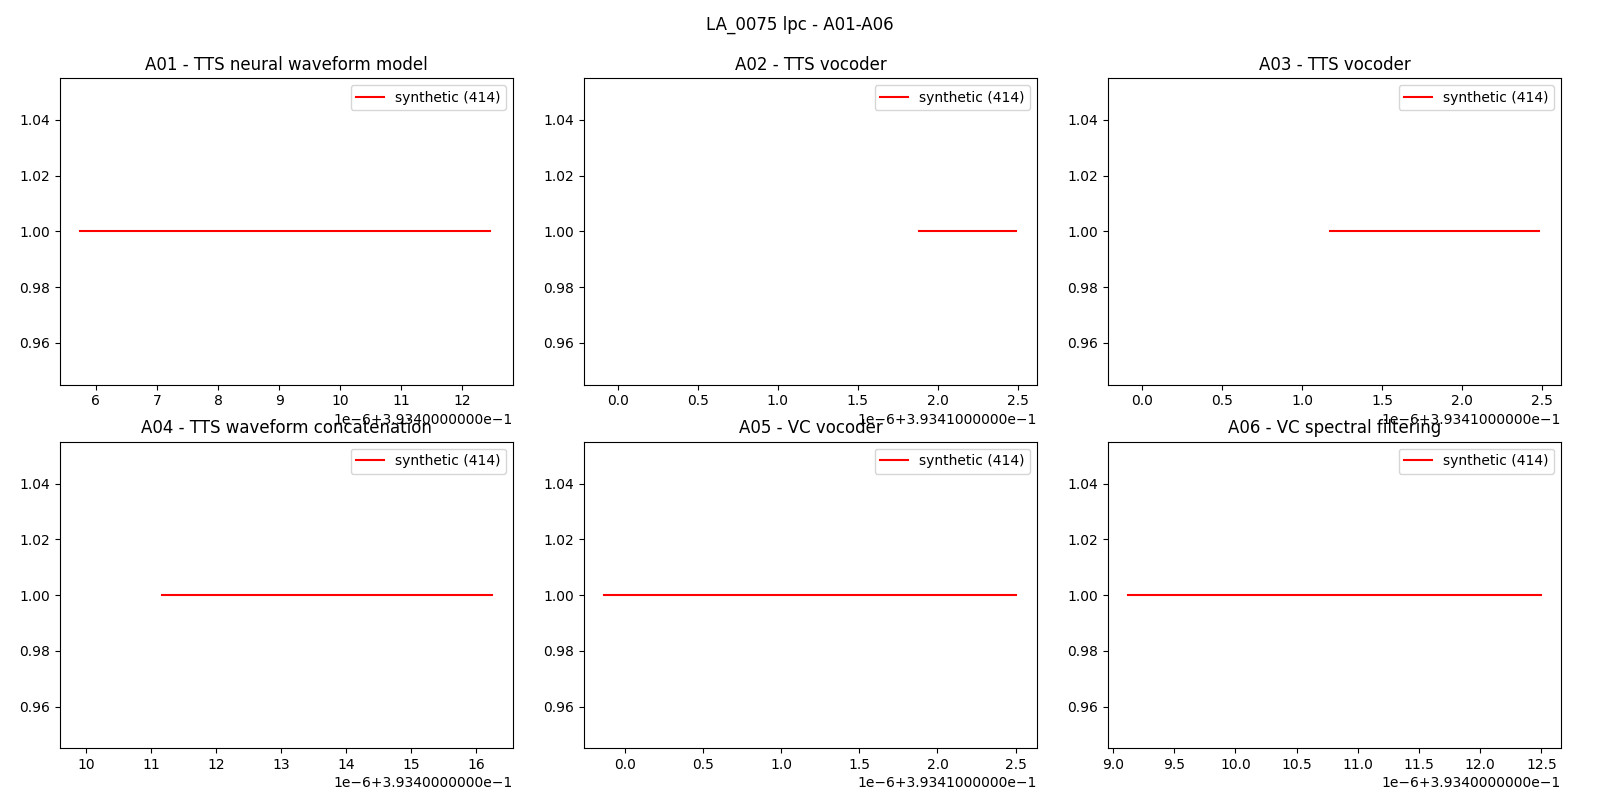 LA_0075 lpc - A01-A06
A01 - TTS neural waveform model
synthetic (414)
1.04
1.02
1.00
0.98
0.96
6 7 8 9 10 11 12
1e−6+3.9340000000e−1
A02 - TTS vocoder
synthetic (414)
1.04
1.02
1.00
0.98
0.96
0.0 0.5 1.0 1.5 2.0 2.5
1e−6+3.9341000000e−1
A03 - TTS vocoder
synthetic (414)
1.04
1.02
1.00
0.98
0.96
0.0 0.5 1.0 1.5 2.0 2.5
1e−6+3.9341000000e−1
A04 - TTS waveform concatenation
synthetic (414)
1.04
1.02
1.00
0.98
0.96
10 11 12 13 14 15 16
1e−6+3.9340000000e−1
A05 - VC vocoder
synthetic (414)
1.04
1.02
1.00
0.98
0.96
0.0 0.5 1.0 1.5 2.0 2.5
1e−6+3.9341000000e−1
A06 - VC spectral filtering
synthetic (414)
1.04
1.02
1.00
0.98
0.96
9.0 9.5 10.0 10.5 11.0 11.5 12.0 12.5
1e−6+3.9340000000e−1